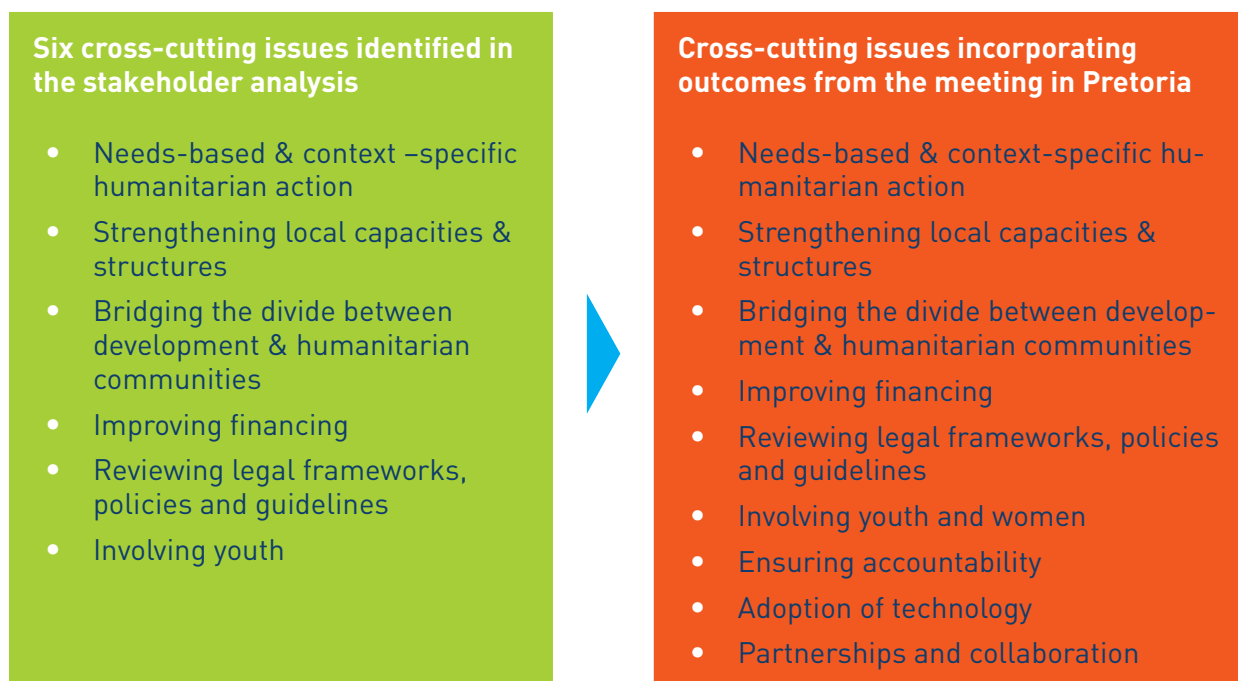 Six cross-cutting issues identified in
the stakeholder analysis
• Needs-based & context –specific
humanitarian action
• Strengthening local capacities &
structures
• Bridging the divide between
development & humanitarian
communities
• Improving financing
• Reviewing legal frameworks,
policies and guidelines
• Involving youth
Cross-cutting issues incorporating
outcomes from the meeting in Pretoria
• Needs-based & context-specific hu-
manitarian action
• Strengthening local capacities &
structures
• Bridging the divide between develop-
ment & humanitarian communities
• Improving financing
• Reviewing legal frameworks, policies
and guidelines
• Involving youth and women
• Ensuring accountability
• Adoption of technology
• Partnerships and collaboration